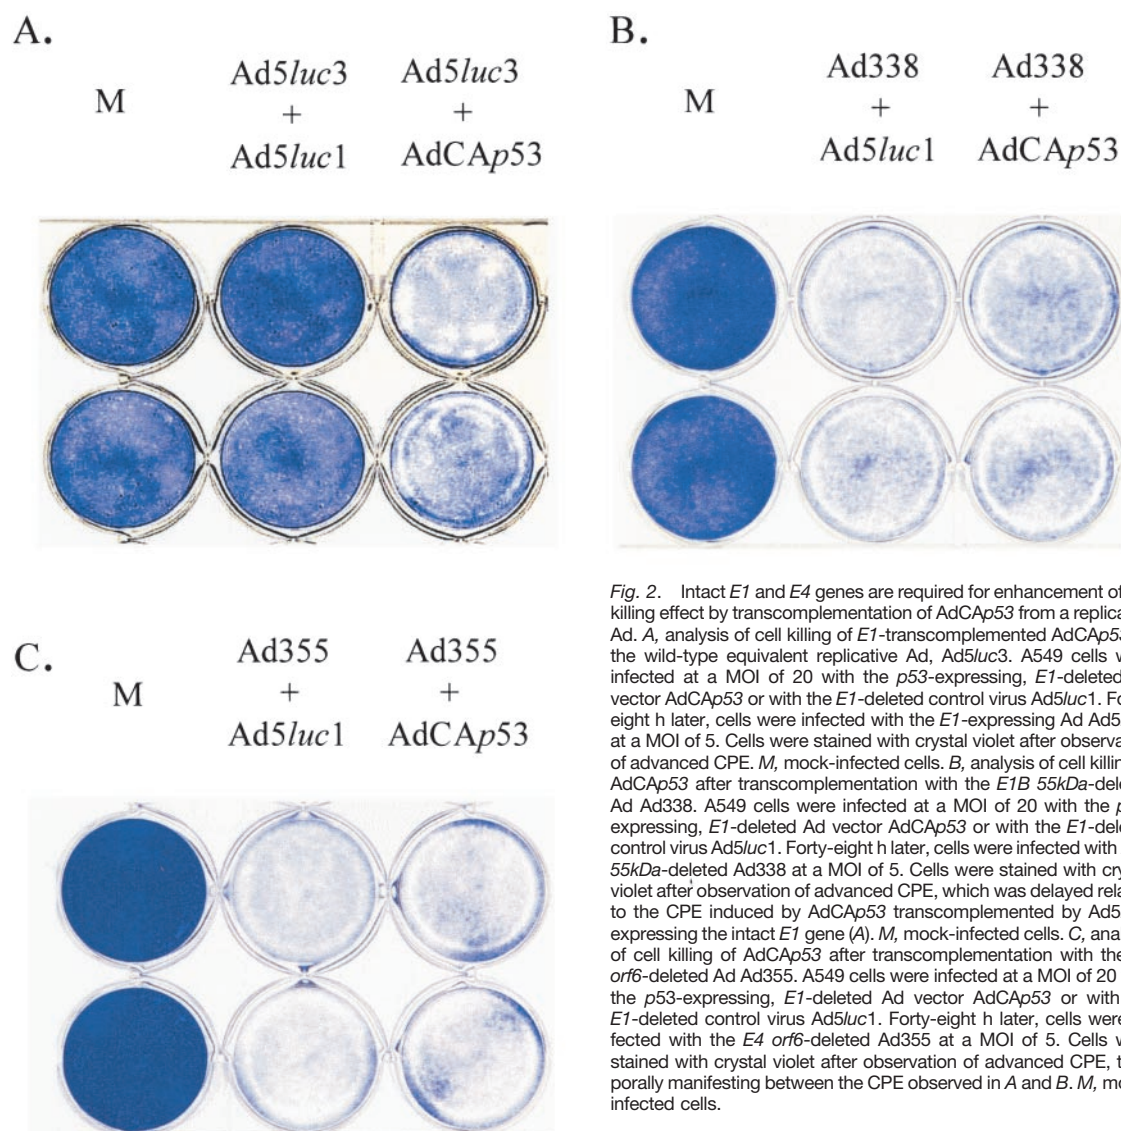 A.
M
Ad5luc3
+
Ad5luc1
Ad5luc3
+
AdCAp53
B.
M
Ad338
+
Ad5luc1
Ad338
+
AdCAp53
C.
M
Ad355
+
Ad5luc1
Ad355
+
AdCAp53
Fig. 2. Intact E1 and E4 genes are required for enhancement of
killing effect by transcomplementation of AdCAp53 from a replica
Ad. A, analysis of cell killing of E1-transcomplemented AdCAp53
the wild-type equivalent replicative Ad, Ad5luc3. A549 cells w
infected at a MOI of 20 with the p53-expressing, E1-deleted
vector AdCAp53 or with the E1-deleted control virus Ad5luc1. Fo
eight h later, cells were infected with the E1-expressing Ad Ad5
at a MOI of 5. Cells were stained with crystal violet after observa
of advanced CPE. M, mock-infected cells. B, analysis of cell killin
AdCAp53 after transcomplementation with the E1B 55kDa-dele
Ad Ad338. A549 cells were infected at a MOI of 20 with the p
expressing, E1-deleted Ad vector AdCAp53 or with the E1-dele
control virus Ad5luc1. Forty-eight h later, cells were infected with
55kDa-deleted Ad338 at a MOI of 5. Cells were stained with cry
violet after observation of advanced CPE, which was delayed rela
to the CPE induced by AdCAp53 transcomplemented by Ad5
expressing the intact E1 gene (A). M, mock-infected cells. C, ana
of cell killing of AdCAp53 after transcomplementation with the
orf6-deleted Ad Ad355. A549 cells were infected at a MOI of 20
the p53-expressing, E1-deleted Ad vector AdCAp53 or with
E1-deleted control virus Ad5luc1. Forty-eight h later, cells were
fected with the E4 orf6-deleted Ad355 at a MOI of 5. Cells w
stained with crystal violet after observation of advanced CPE, t
porally manifesting between the CPE observed in A and B. M, mo
infected cells.